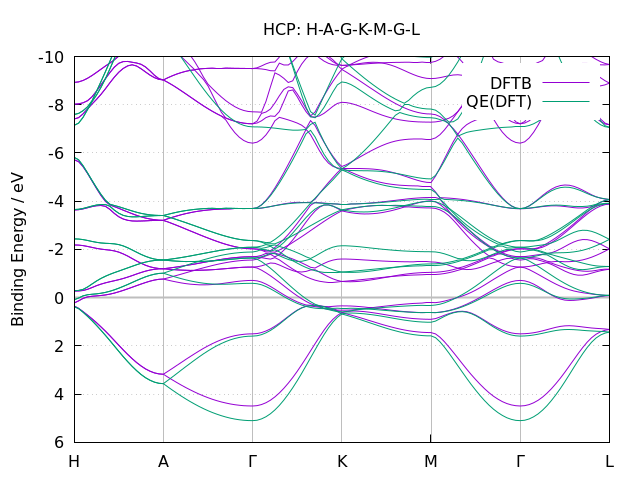 HCP: H-A-G-K-M-G-L
-10
-8
-6
-4
-2
0
2
4
6
Binding Energy / eV
DFTB
QE(DFT)
H A Γ K M Γ L